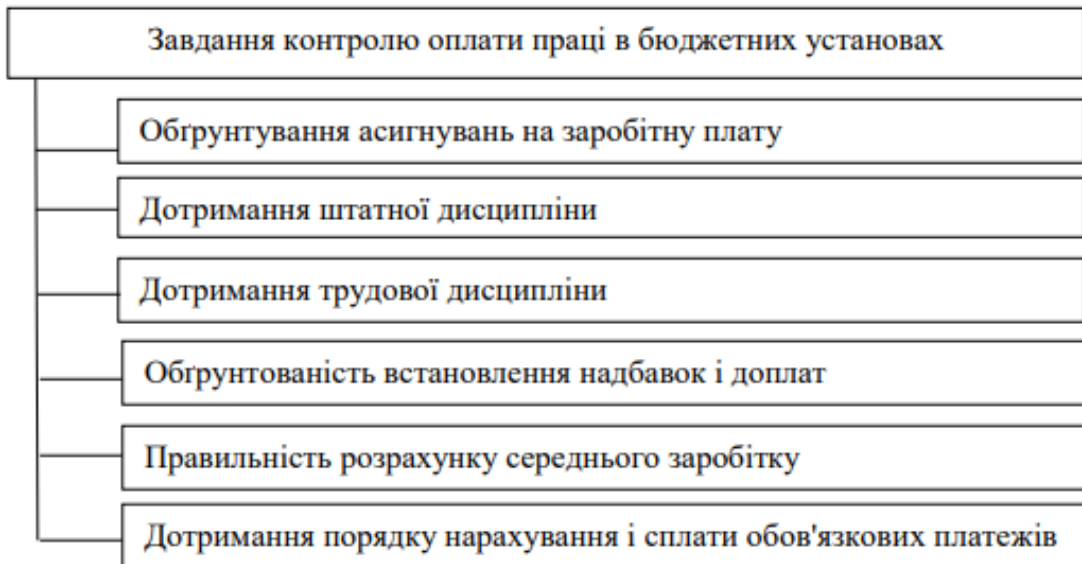 Завдання контролю оплати праці в бюджетних установах
Обґрунтування асигнувань на заробітну плату
Дотримання штатної дисципліни
Дотримання трудової дисципліни
Обґрунтованість встановлення надбавок і доплат
Правильність розрахунку середнього заробітку
Дотримання порядку нарахування і сплати обов'язкових платежів